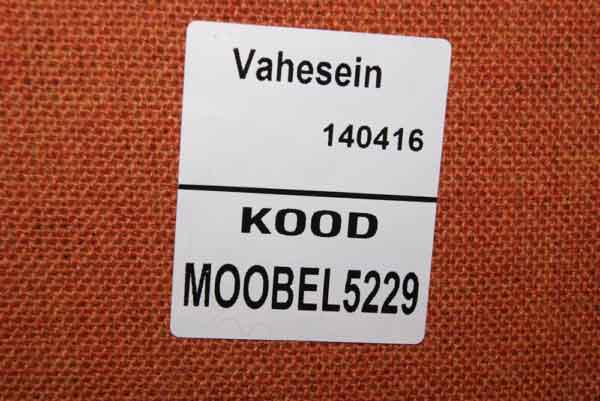 Vahesein
140416
KOOD
MOOBEL5229